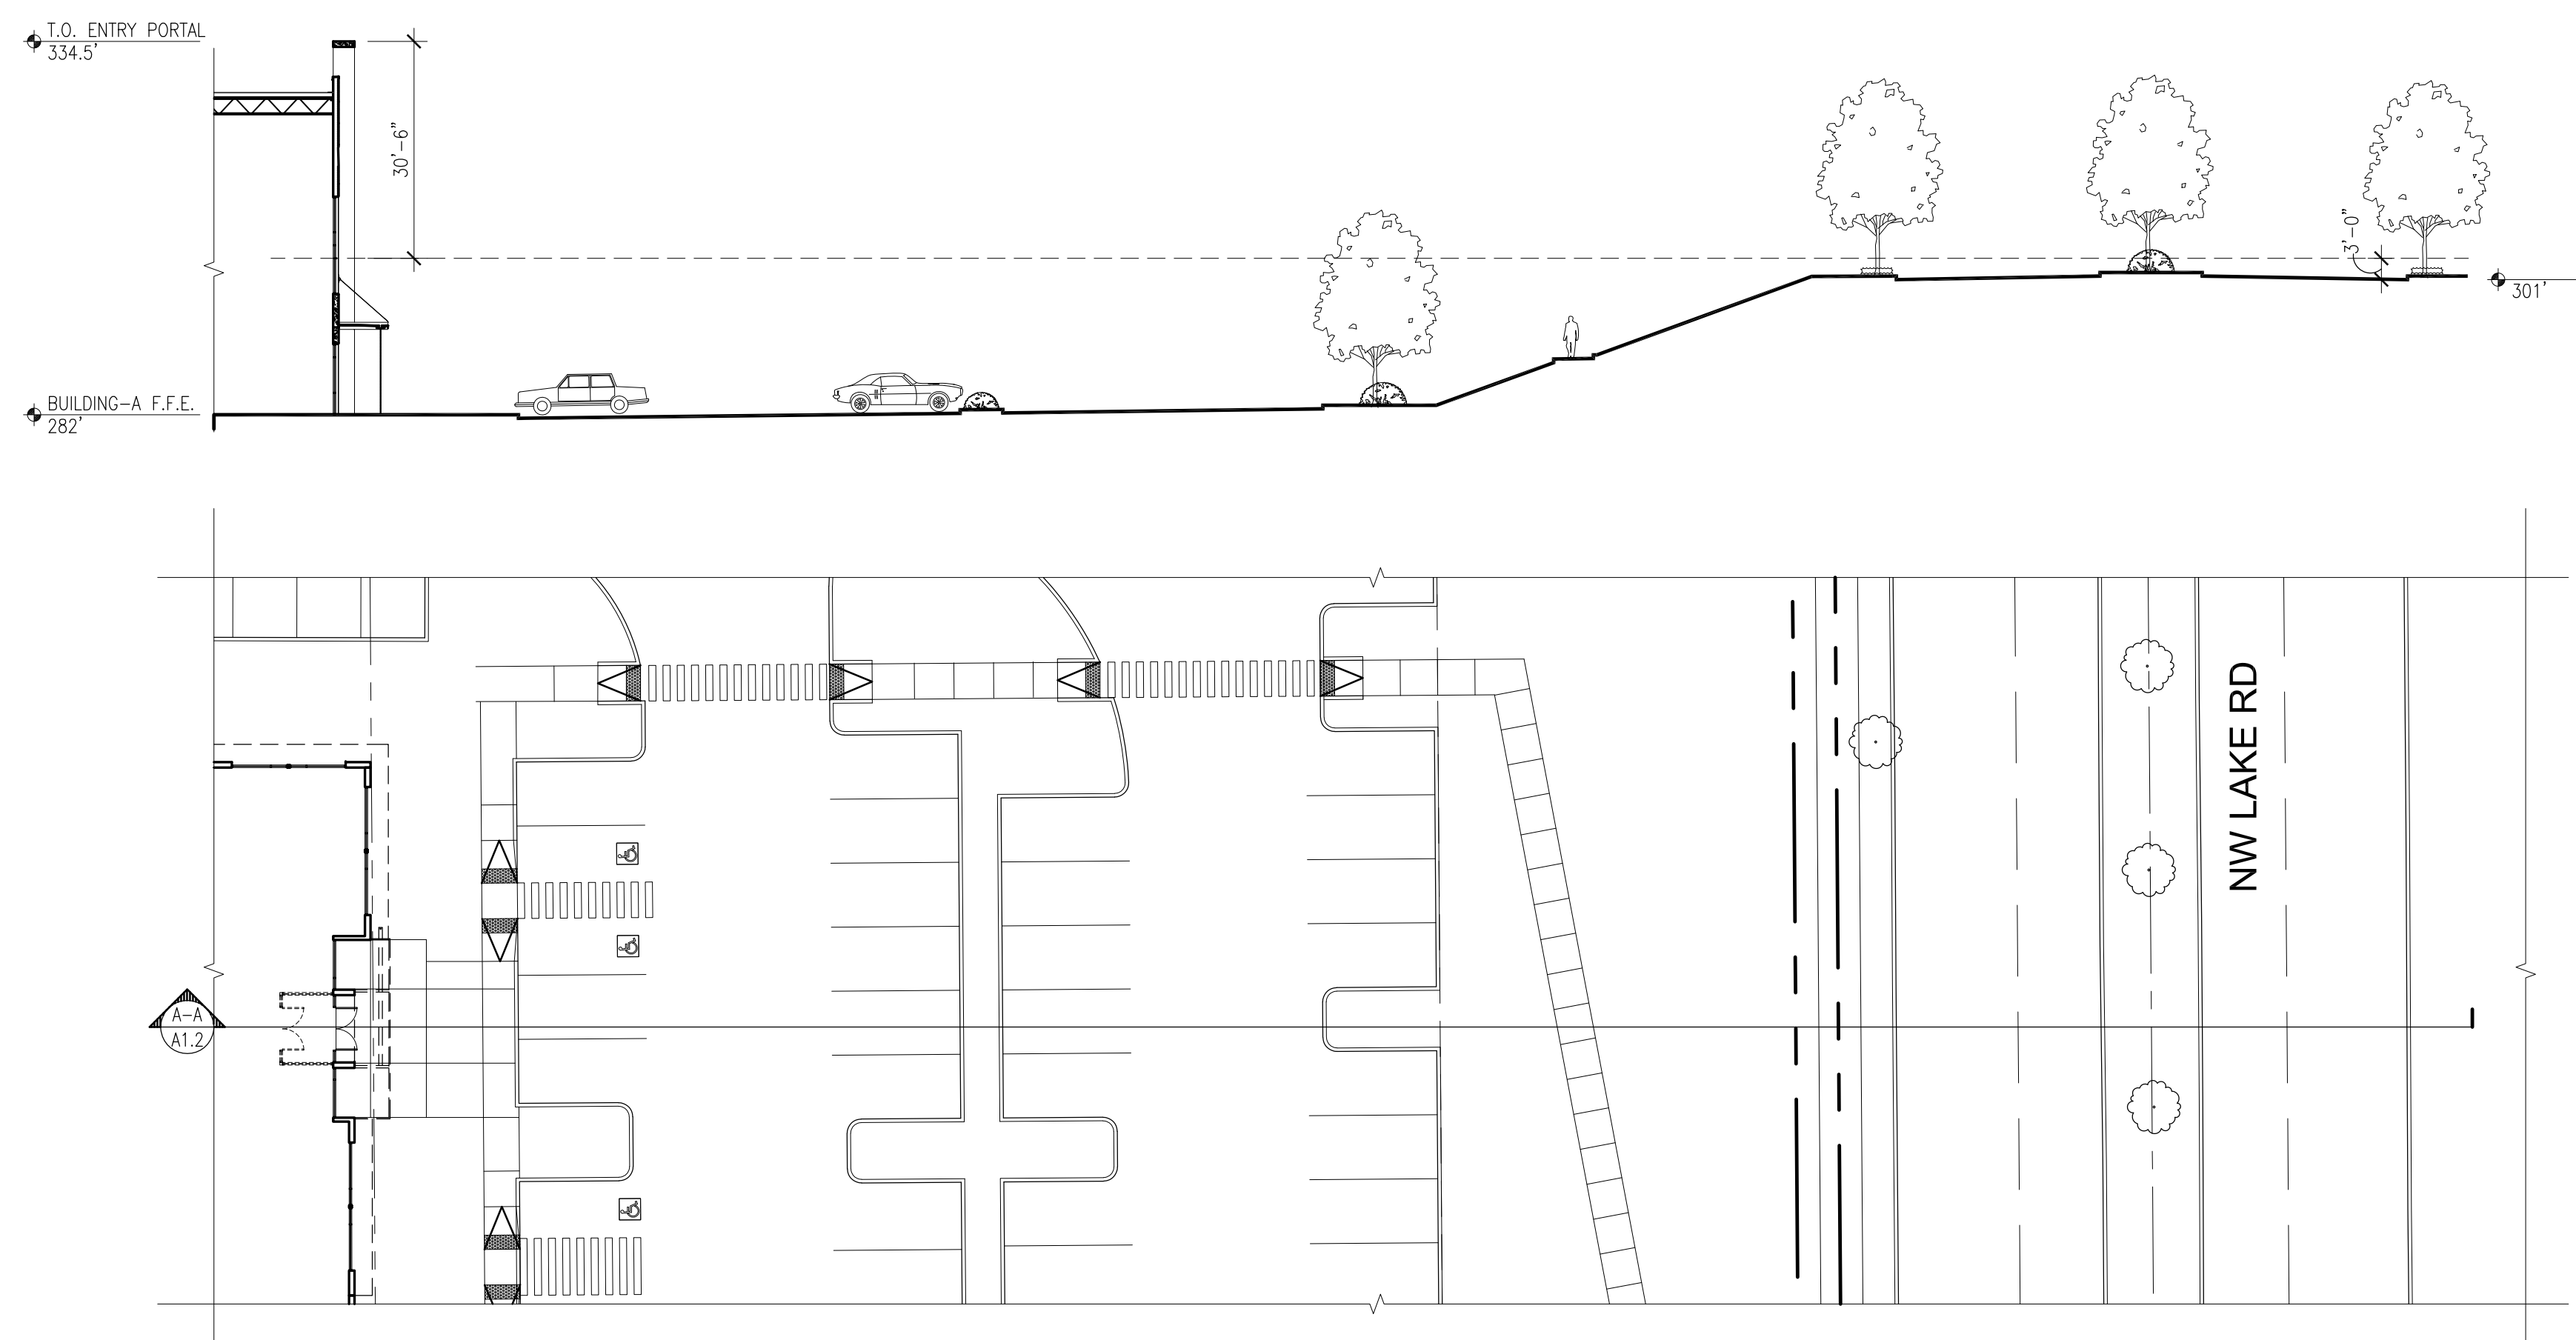 T.O. ENTRY PORTAL
334.5'
30'-6"
3'-0"
301'
BUILDING-A F.F.E.
282'
NW LAKE RD
A-A
A1.2